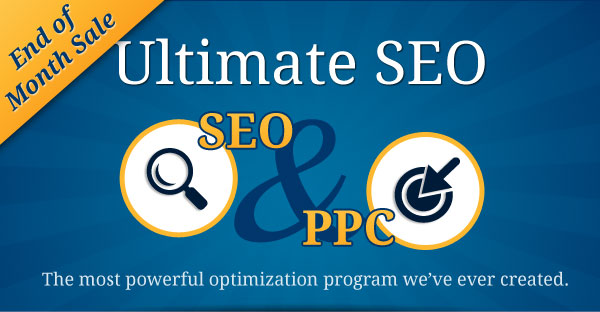 End of
Month Sale
Ultimate SEO
SEO
&
PPC
The most powerful optimization program we’ve ever created.